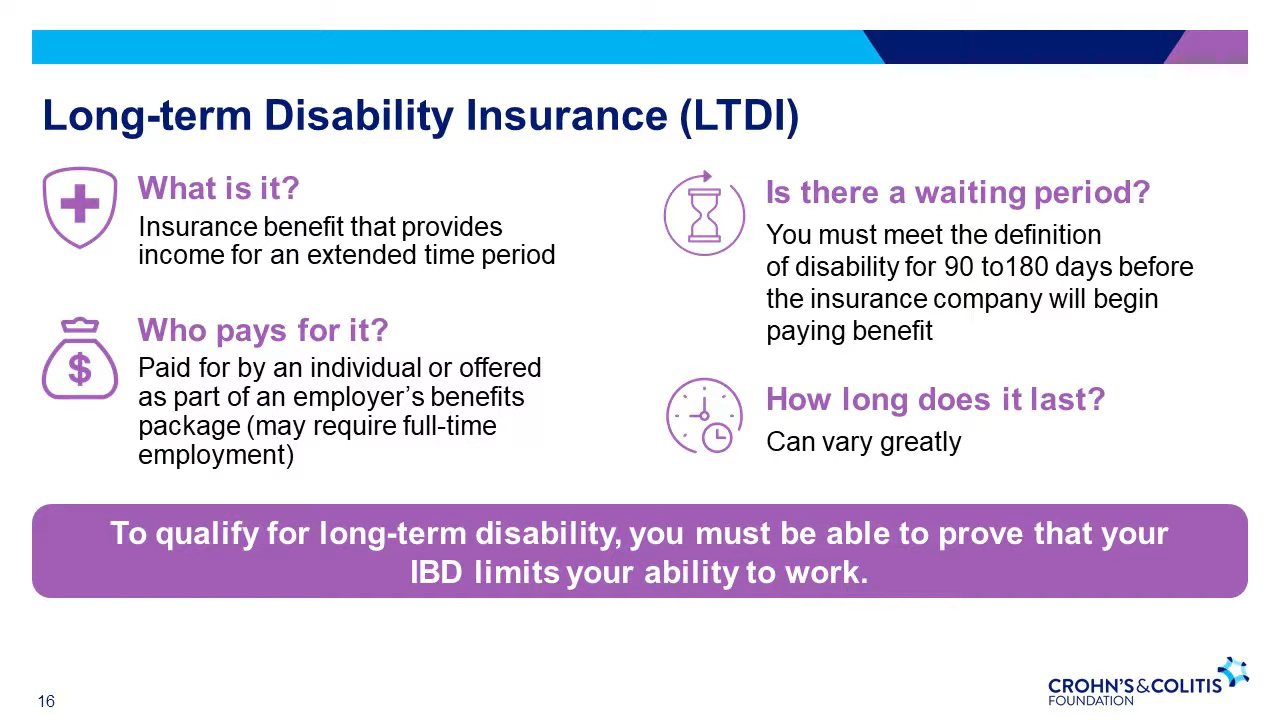 Long-term Disability Insurance (LTDI)
What is it?
Insurance benefit that provides
income for an extended time period
Who pays for it?
$
Paid for by an individual or offered
as part of an employer’s benefits
package (may require full-time
employment)
Is there a waiting period?
You must meet the definition
of disability for 90 to180 days before
the insurance company will begin
paying benefit
How long does it last?
Can vary greatly
To qualify for long-term disability, you must be able to prove that your
IBD limits your ability to work.
16
CROHN’S&COLITIS
FOUNDATION